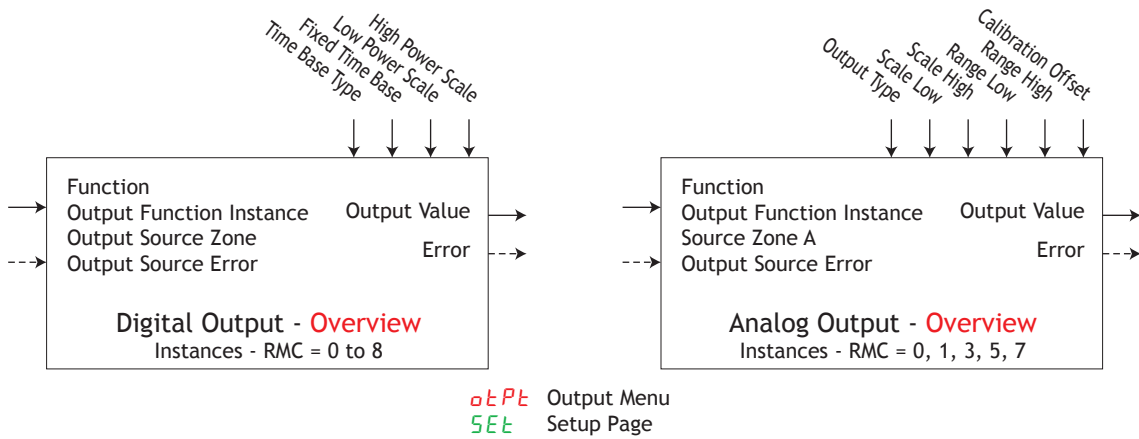 Time Base Type
Fixed Time Base
Low Power Scale
High Power Scale
Function
Output Function Instance
Output Source Zone
Output Source Error
Output Value
Error
Digital Output - Overview
Instances - RMC = 0 to 8
Output Type
Scale Low
Scale High
Range Low
Range High
Calibration Offset
Function
Output Function Instance
Source Zone A
Output Source Error
Output Value
Error
Analog Output - Overview
Instances - RMC = 0, 1, 3, 5, 7
otPt Output Menu
SEt Setup Page